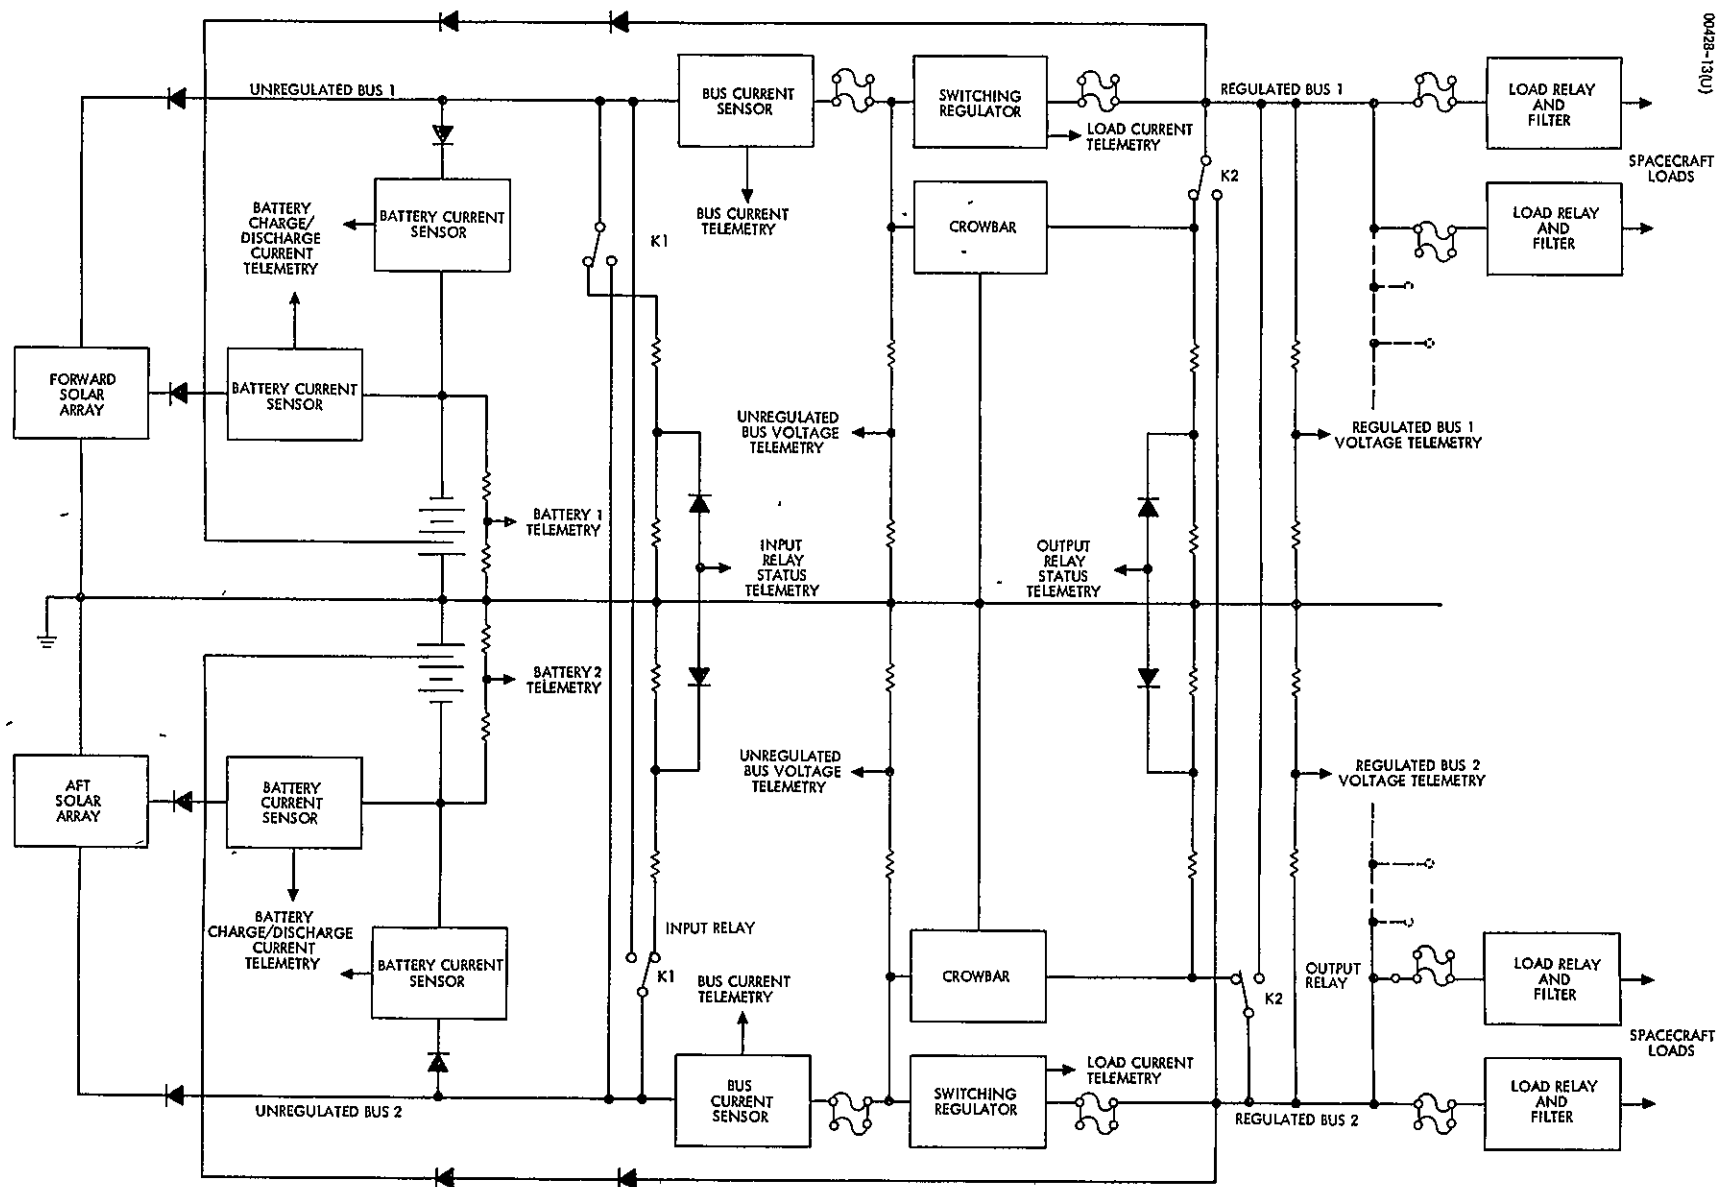 00428-13(U)
UNREGULATED BUS 1
BUS CURRENT
SENSOR
SWITCHING
REGULATOR
REGULATED BUS 1
LOAD RELAY
AND
FILTER
LOAD CURRENT
TELEMETRY
SPACECRAFT
LOADS
BATTERY
CHARGE/
DISCHARGE
CURRENT
TELEMETRY
BATTERY CURRENT
SENSOR
BUS CURRENT
TELEMETRY
K1
CROWBAR
K2
LOAD RELAY
AND
FILTER
FORWARD
SOLAR
ARRAY
BATTERY CURRENT
SENSOR
UNREGULATED
BUS VOLTAGE
TELEMETRY
REGULATED BUS 1
VOLTAGE TELEMETRY
BATTERY 1
TELEMETRY
INPUT
RELAY
STATUS
TELEMETRY
OUTPUT
RELAY
STATUS
TELEMETRY
BATTERY 2
TELEMETRY
AFT
SOLAR
ARRAY
BATTERY
CURRENT
SENSOR
UNREGULATED
BUS VOLTAGE
TELEMETRY
REGULATED BUS 2
VOLTAGE TELEMETRY
BATTERY
CHARGE/DISCHARGE
CURRENT
TELEMETRY
BATTERY CURRENT
SENSOR
INPUT RELAY
K1
BUS CURRENT
TELEMETRY
CROWBAR
K2
OUTPUT
RELAY
LOAD RELAY
AND
FILTER
SPACECRAFT
LOADS
UNREGULATED BUS 2
BUS
CURRENT
SENSOR
SWITCHING
REGULATOR
LOAD CURRENT
TELEMETRY
REGULATED BUS 2
LOAD RELAY
AND
FILTER